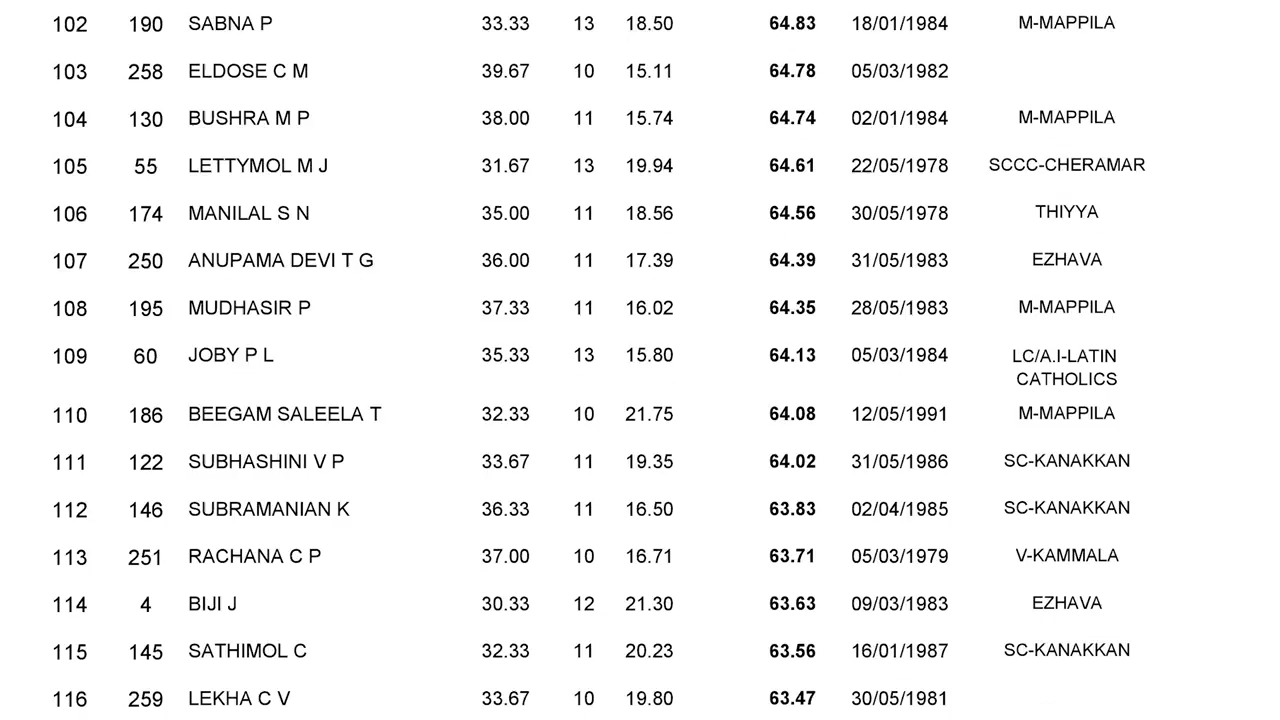 102 190 SABNA P 33.33 13 18.50 64.83 18/01/1984 M-MAPPILA
103 258 ELDOSE C M 39.67 10 15.11 64.78 05/03/1982
104 130 BUSHRA M P 38.00 11 15.74 64.74 02/01/1984 M-MAPPILA
105 55 LETTYMOL M J 31.67 13 19.94 64.61 22/05/1978 SCCC-CHERAMAR
106 174 MANILAL S N 35.00 11 18.56 64.56 30/05/1978 THIYYA
107 250 ANUPAMA DEVI T G 36.00 11 17.39 64.39 31/05/1983 EZHAVA
108 195 MUDHASIR P 37.33 11 16.02 64.35 28/05/1983 M-MAPPILA
109 60 JOBY P L 35.33 13 15.80 64.13 05/03/1984 LC/A.I-LATIN
CATHOLICS
110 186 BEEGAM SALEELA T 32.33 10 21.75 64.08 12/05/1991 M-MAPPILA
111 122 SUBHASHINI V P 33.67 11 19.35 64.02 31/05/1986 SC-KANAKKAN
112 146 SUBRAMANIAN K 36.33 11 16.50 63.83 02/04/1985 SC-KANAKKAN
113 251 RACHANA C P 37.00 10 16.71 63.71 05/03/1979 V-KAMMALA
114 4 BIJI J 30.33 12 21.30 63.63 09/03/1983 EZHAVA
115 145 SATHIMOL C 32.33 11 20.23 63.56 16/01/1987 SC-KANAKKAN
116 259 LEKHA C V 33.67 10 19.80 63.47 30/05/1981